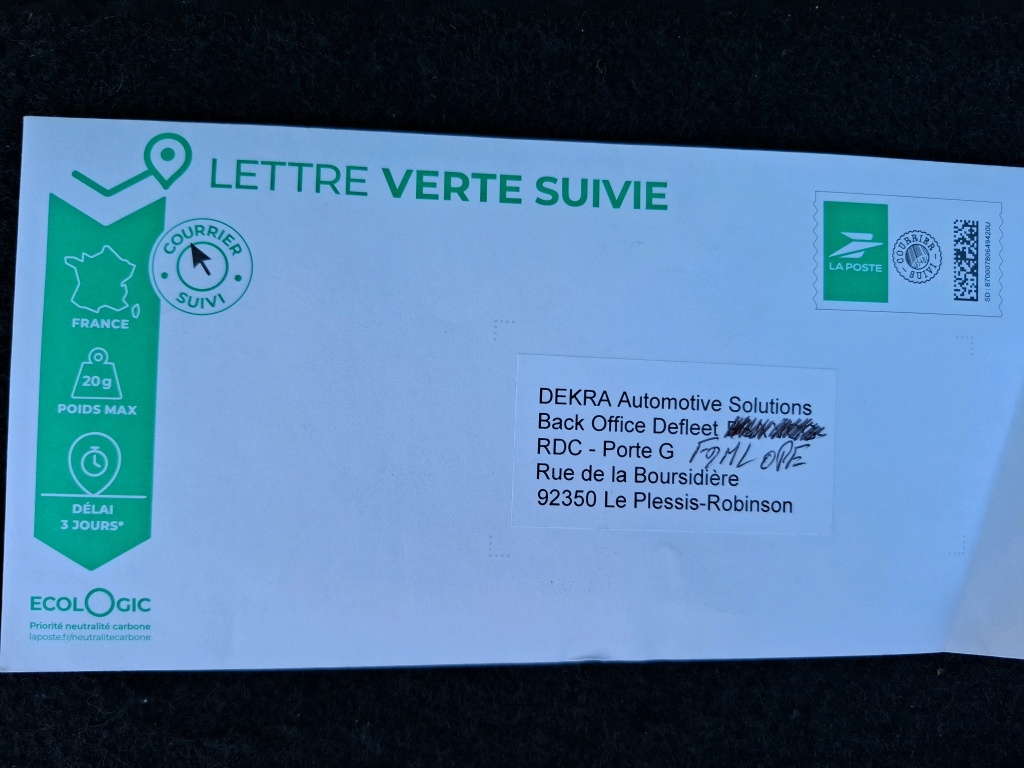 LETTRE VERTE SUIVIE
COURRIER
SUIVI
FRANCE
20g
POIDS MAX
DÉLAI
3 JOURS*
ECOLOGIC
Priorité neutralité carbone
laposte.fr/neutralitecarbone
LA POSTE
COURRIER
SUIVI
SD : 87000780649420U
DEKRA Automotive Solutions
Back Office Defleet
RDC - Porte G
Rue de la Boursidière
92350 Le Plessis-Robinson